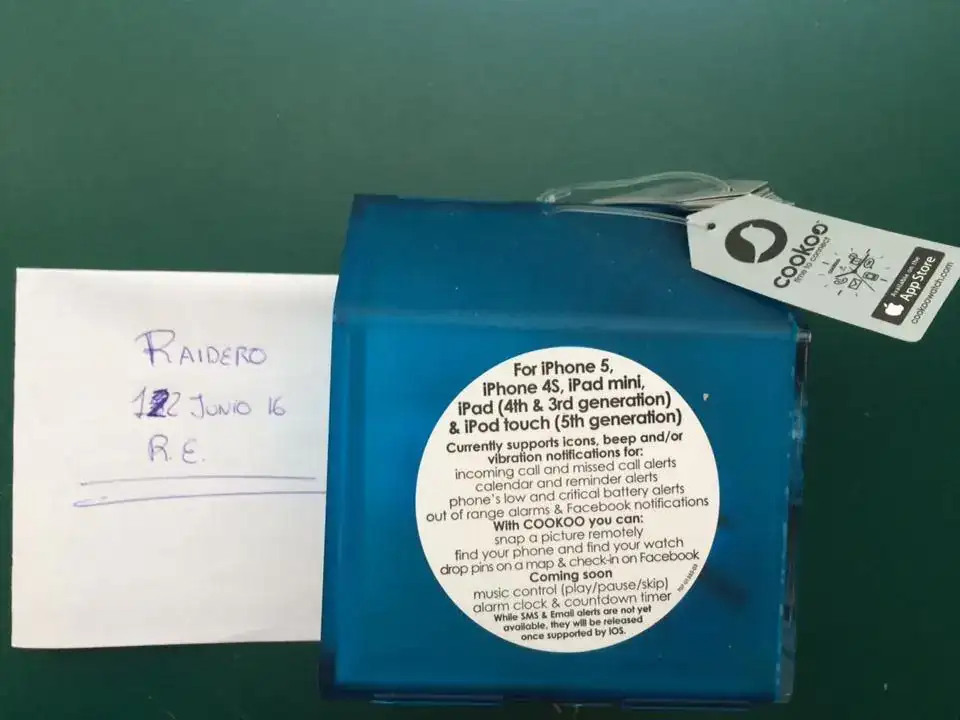 RAIDERO
12 JUNIO 16
R.E.
cookoo™
time to connect
Available on the
App Store
cookoowatch.com
For iPhone 5,
iPhone 4S, iPad mini,
iPad (4th & 3rd generation)
& iPod touch (5th generation)
Currently supports icons, beep and/or
vibration notifications for:
incoming call and missed call alerts
calendar and reminder alerts
phone's low and critical battery alerts
out of range alarms & Facebook notifications
With COOKOO you can:
snap a picture remotely
find your phone and find your watch
drop pins on a map & check-in on Facebook
Coming soon
music control (play/pause/skip)
alarm clock & countdown timer
While SMS & Email alerts are not yet
available, they will be released
once supported by IOS.